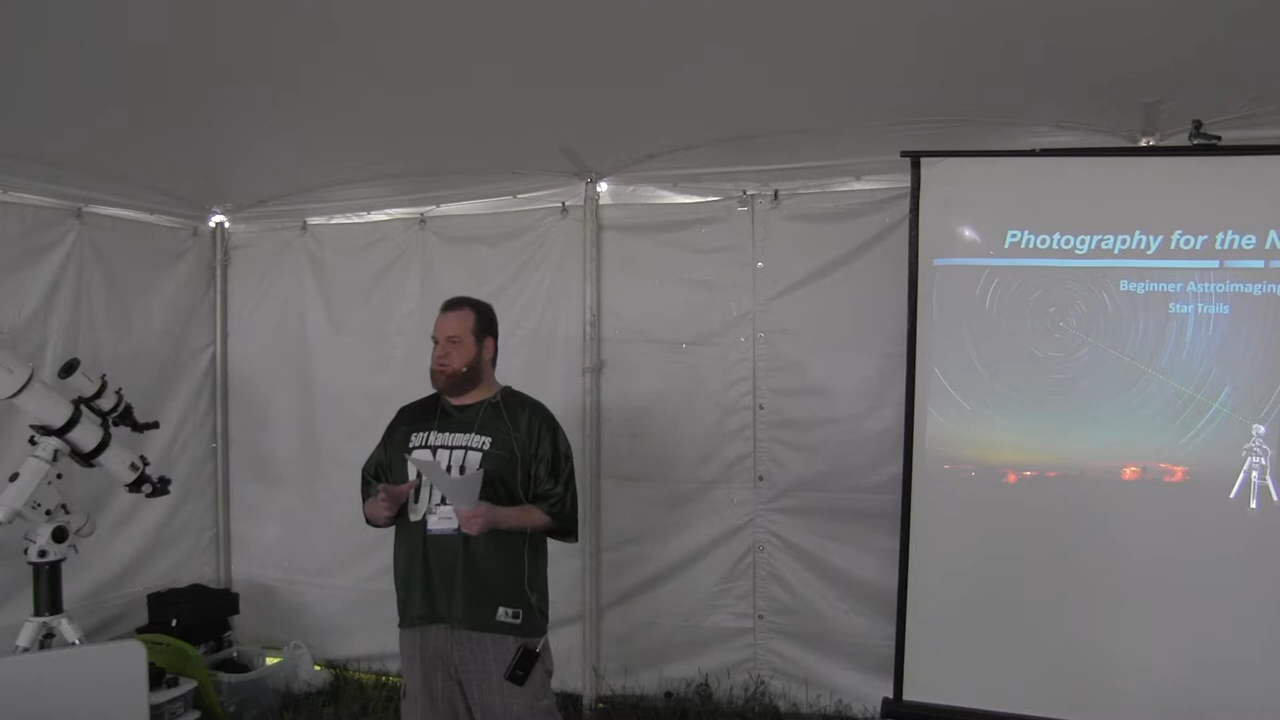 Photography for the N
Beginner Astroimaging
Star Trails
501 Nanometers